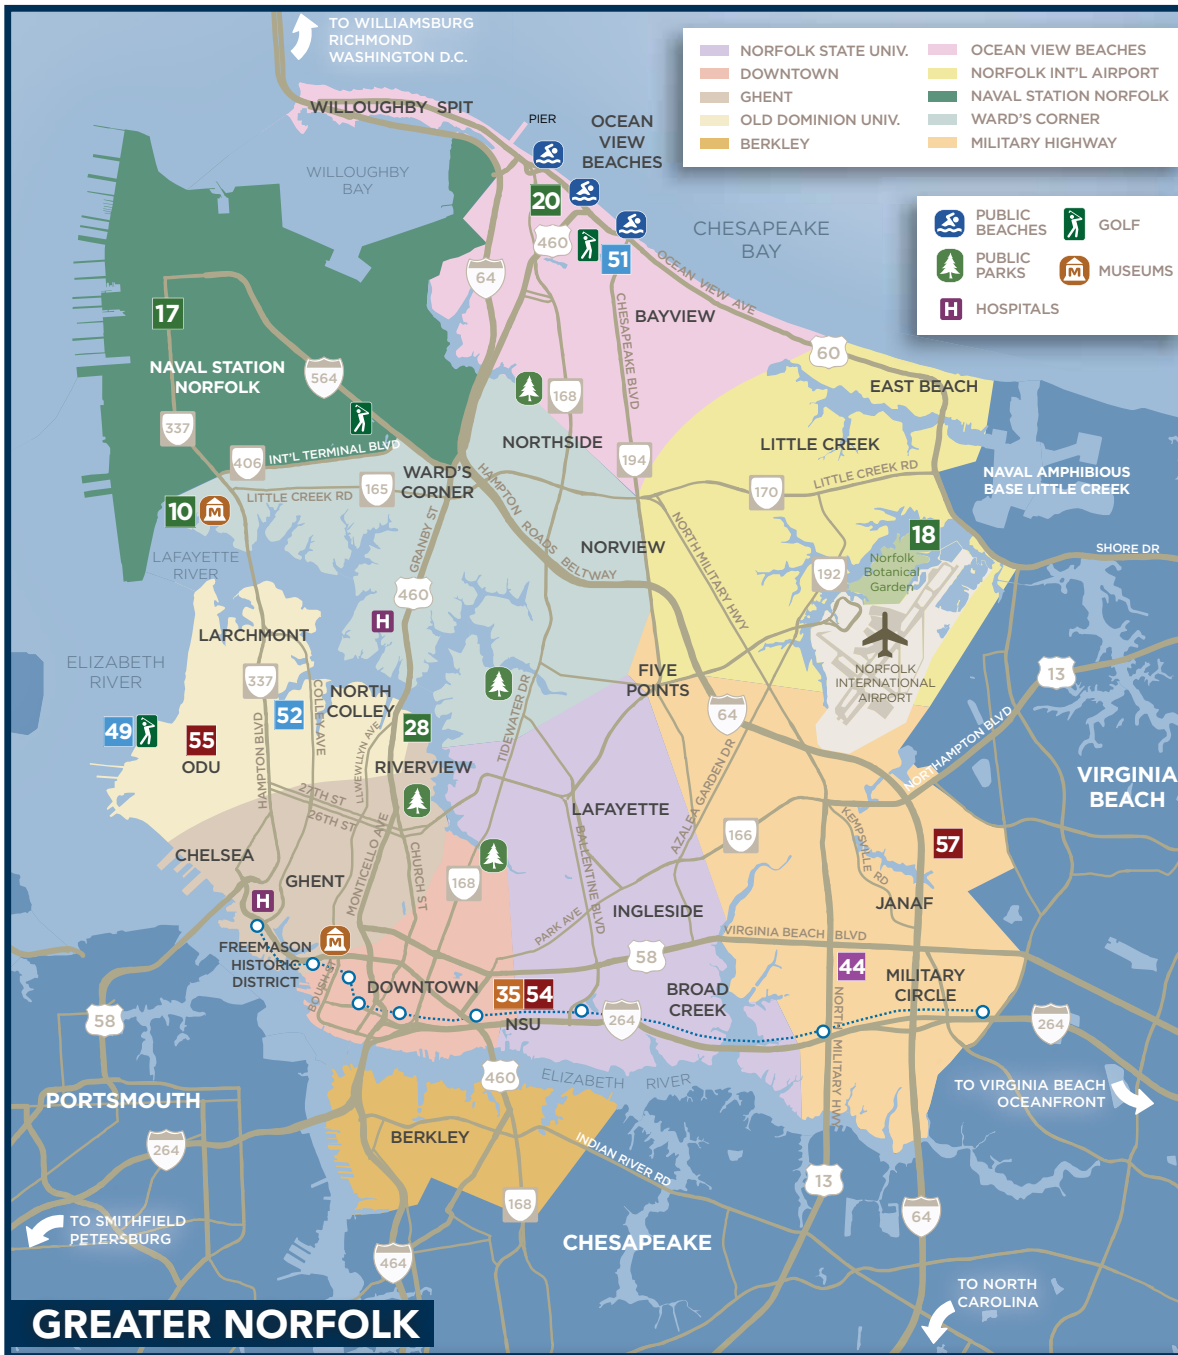 TO WILLIAMSBURG
RICHMOND
WASHINGTON D.C.
NORFOLK STATE UNIV.
DOWNTOWN
GHENT
OLD DOMINION UNIV.
BERKLEY
OCEAN VIEW BEACHES
NORFOLK INT'L AIRPORT
NAVAL STATION NORFOLK
WARD'S CORNER
MILITARY HIGHWAY
PUBLIC
BEACHES
GOLF
PUBLIC
PARKS
M
MUSEUMS
H
HOSPITALS
WILLOUGHBY SPIT
PIER
OCEAN
VIEW
BEACHES
WILLOUGHBY
BAY
20
460
51
64
CHESAPEAKE
BAY
OCEAN VIEW AVE
CHESAPEAKE BLVD
BAYVIEW
17
NAVAL STATION
NORFOLK
564
60
EAST BEACH
337
168
NORTHSIDE
LITTLE CREEK
406
INT'L TERMINAL BLVD
WARD'S
CORNER
194
LITTLE CREEK RD
165
170
LITTLE CREEK RD
NAVAL AMPHIBIOUS
BASE LITTLE CREEK
10
M
HAMPTON ROADS BELTWAY
GRANBY ST
NORTH MILITARY HWY
NORVIEW
18
SHORE DR
LAFAYETTE
RIVER
Norfolk
Botanical
Garden
192
460
H
LARCHMONT
ELIZABETH
RIVER
337
NORTH
COLLEY
COLLEY AVE
FIVE
POINTS
NORFOLK
INTERNATIONAL
AIRPORT
13
49
52
55
ODU
28
TIDEWATER DR
64
NORTHAMPTON BLVD
HAMPTON BLVD
LLWEWLLYN AVE
RIVERVIEW
AZALEA GARDEN DR
VIRGINIA
BEACH
27TH ST
26TH ST
LAFAYETTE
166
KEMPSVILLE RD
57
CHELSEA
MONTICELLO AVE
CHURCH ST
BALLENTINE BLVD
GHENT
168
H
JANAF
INGLESIDE
PARK AVE
VIRGINIA BEACH BLVD
FREEMASON
HISTORIC
DISTRICT
M
58
44
BOUSH ST
DOWNTOWN
35
54
NSU
BROAD
CREEK
MILITARY
CIRCLE
58
264
264
NORTH MILITARY HWY
460
ELIZABETH RIVER
TO VIRGINIA BEACH
OCEANFRONT
PORTSMOUTH
BERKLEY
INDIAN RIVER RD
264
168
13
64
TO SMITHFIELD
PETERSBURG
464
CHESAPEAKE
TO NORTH
CAROLINA
GREATER NORFOLK